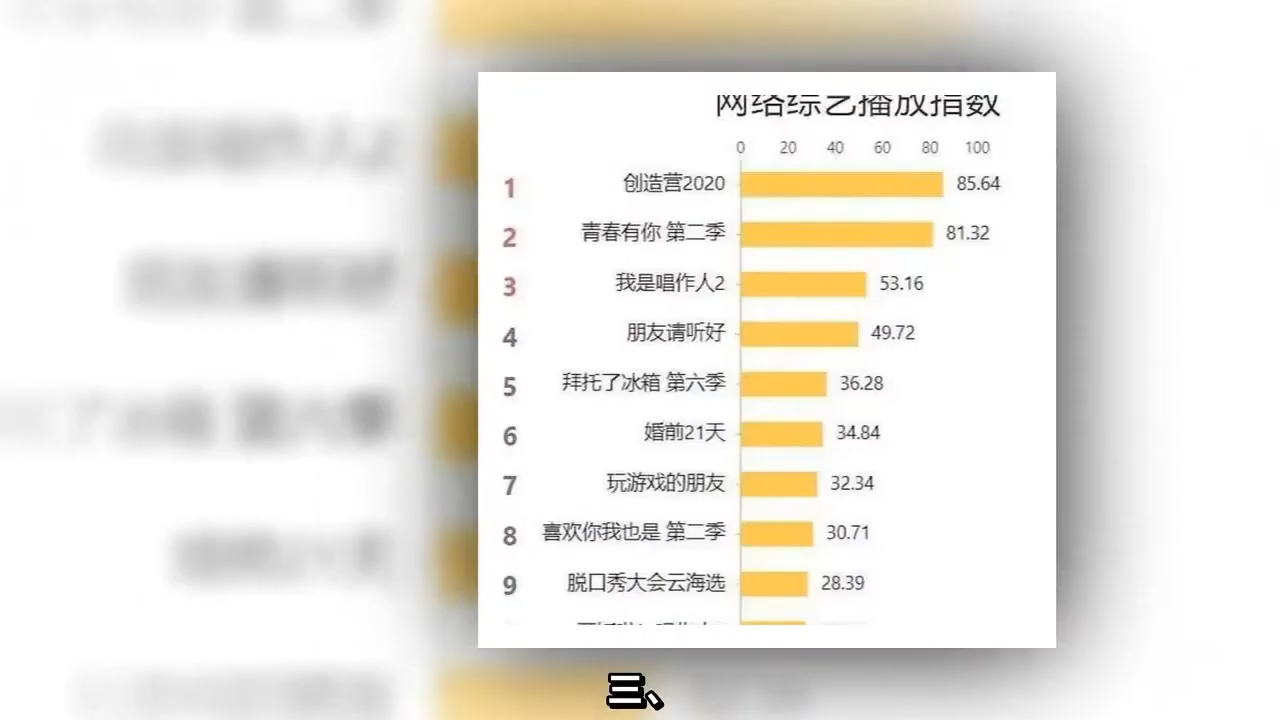 网络综艺播放指数
0 20 40 60 80 100
1 创造营2020 85.64
2 青春有你 第二季 81.32
3 我是唱作人2 53.16
4 朋友请听好 49.72
5 拜托了冰箱 第六季 36.28
6 婚前21天 34.84
7 玩游戏的朋友 32.34
8 喜欢你我也是 第二季 30.71
9 脱口秀大会云海选 28.39
三、